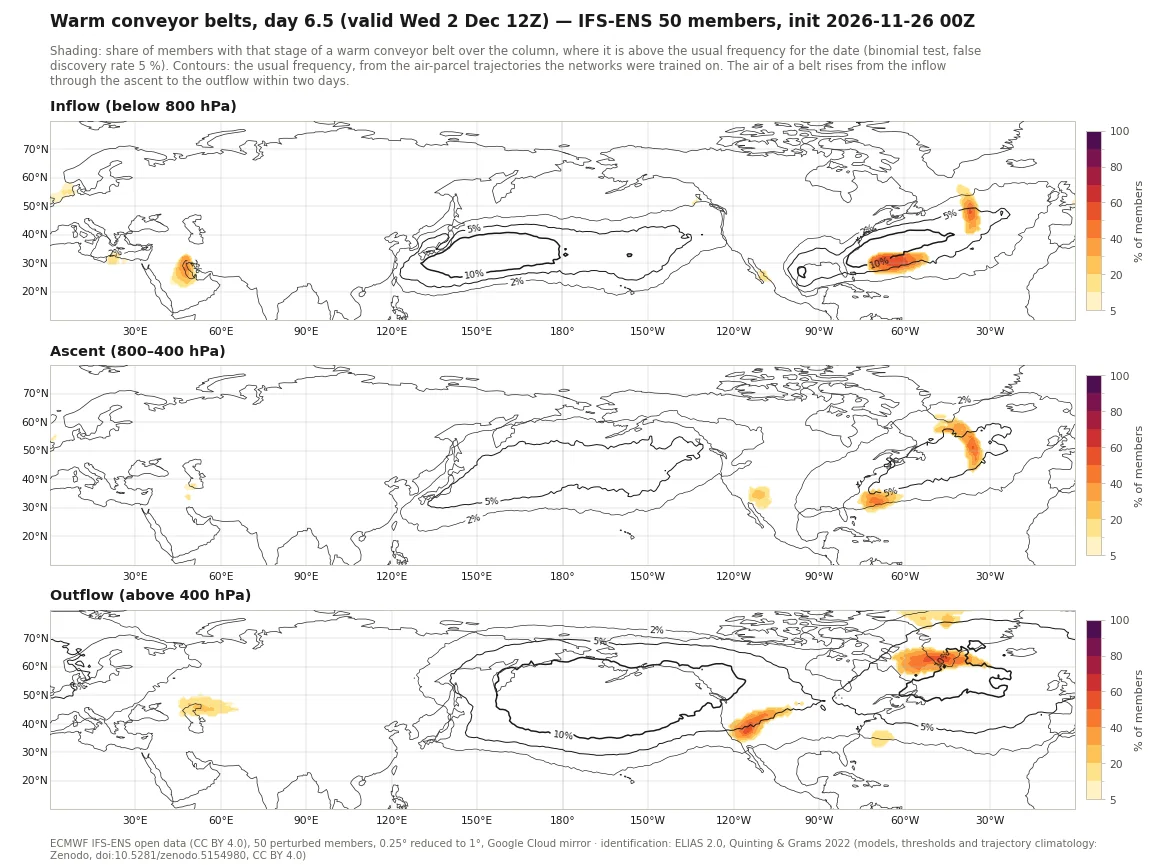 Warm conveyor belts, day 6.5 (valid Wed 2 Dec 12Z) — IFS-ENS 50 members, init 2026-11-26 00Z
Shading: share of members with that stage of a warm conveyor belt over the column, where it is above the usual frequency for the date (binomial test, false
discovery rate 5 %). Contours: the usual frequency, from the air-parcel trajectories the networks were trained on. The air of a belt rises from the inflow
through the ascent to the outflow within two days.
Inflow (below 800 hPa)
70°N
60°N
50°N
40°N
30°N
20°N
30°E 60°E 90°E 120°E 150°E 180° 150°W 120°W 90°W 60°W 30°W
2% 5% 10% 2% 2% 5% 10%
100
80
60
40
20
5
% of members
Ascent (800–400 hPa)
70°N
60°N
50°N
40°N
30°N
20°N
30°E 60°E 90°E 120°E 150°E 180° 150°W 120°W 90°W 60°W 30°W
5% 2% 2% 5%
100
80
60
40
20
5
% of members
Outflow (above 400 hPa)
70°N
60°N
50°N
40°N
30°N
20°N
30°E 60°E 90°E 120°E 150°E 180° 150°W 120°W 90°W 60°W 30°W
2% 5% 10% 5%
100
80
60
40
20
5
% of members
ECMWF IFS-ENS open data (CC BY 4.0), 50 perturbed members, 0.25° reduced to 1°, Google Cloud mirror · identification: ELIAS 2.0, Quinting & Grams 2022 (models, thresholds and trajectory climatology:
Zenodo, doi:10.5281/zenodo.5154980, CC BY 4.0)